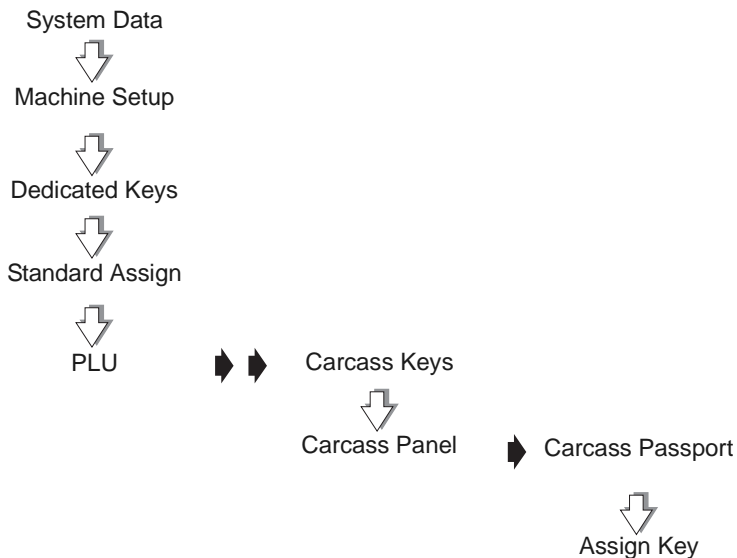 System Data
Machine Setup
Dedicated Keys
Standard Assign
PLU
Carcass Keys
Carcass Panel
Carcass Passport
Assign Key